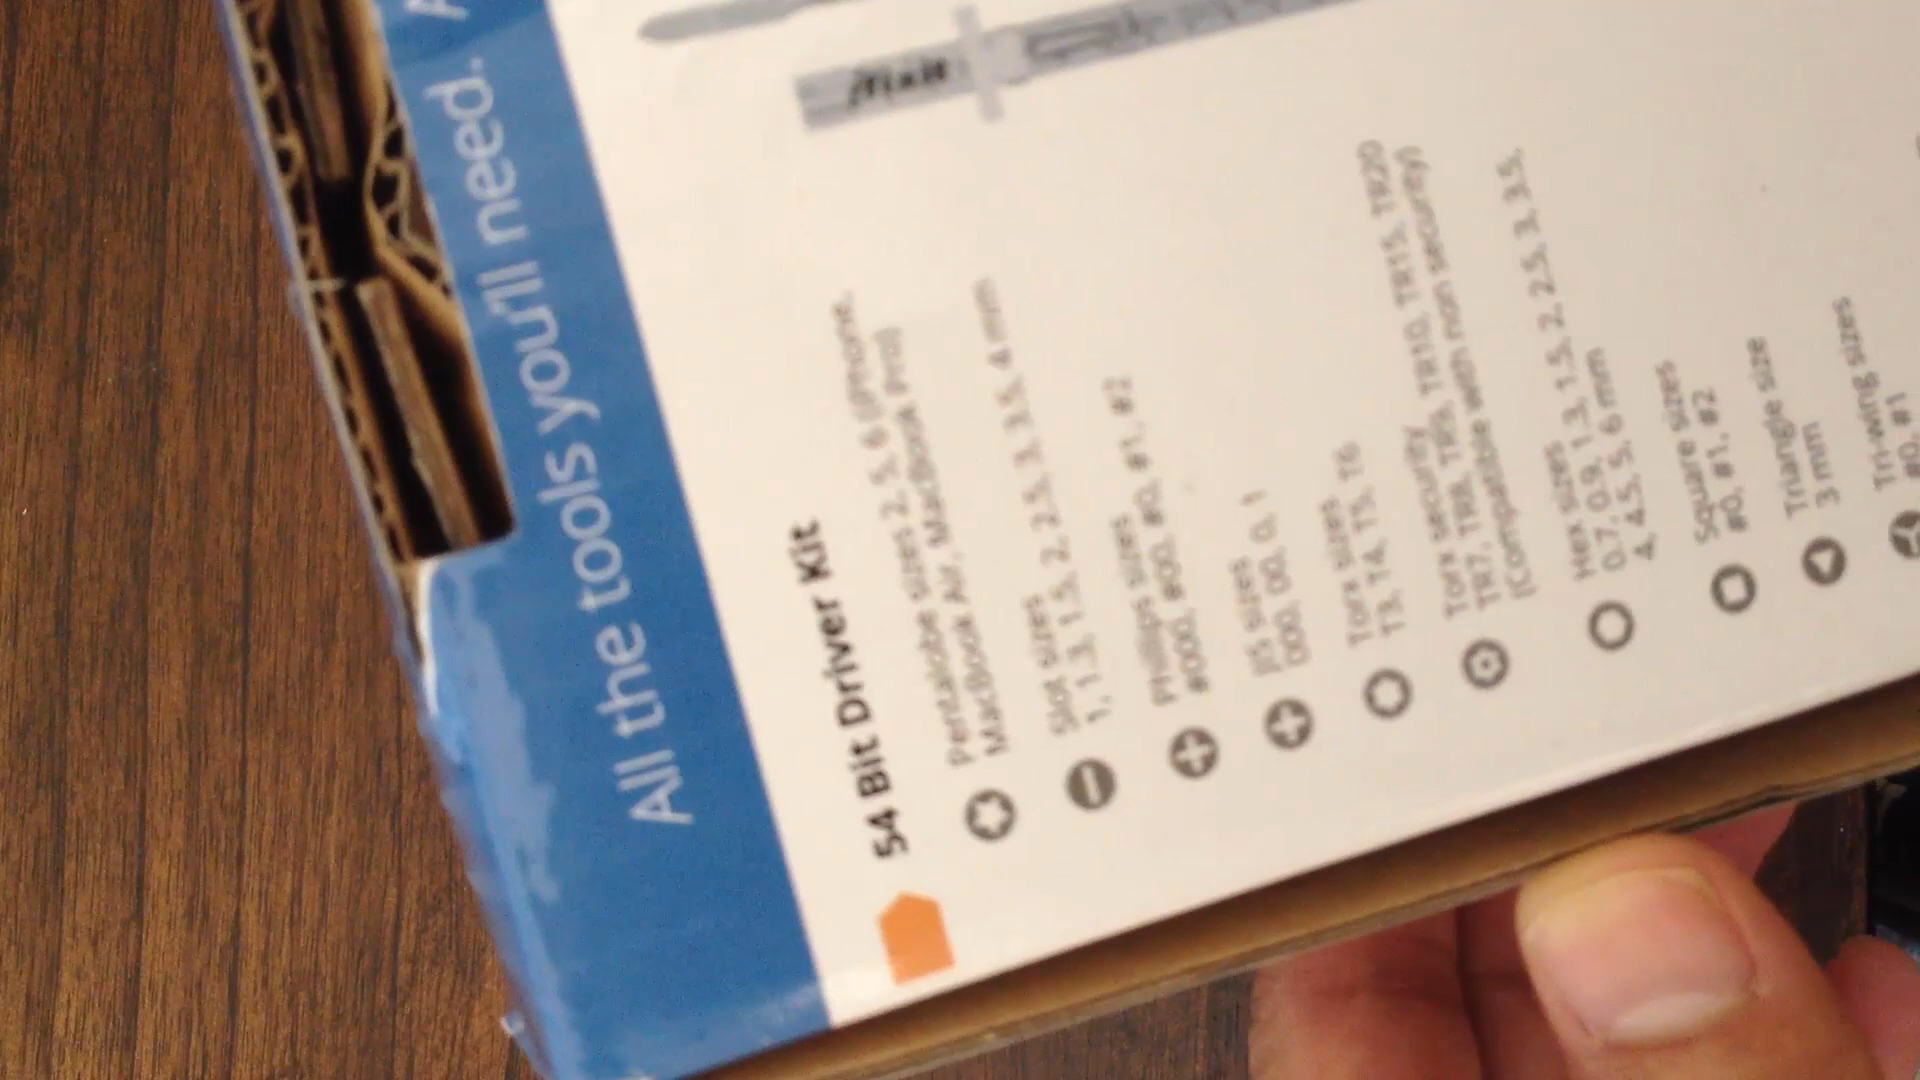 All the tools you'll need. A
iFixit
54 Bit Driver Kit
Pentalobe sizes 2, 5, 6 (iPhone,
MacBook Air, MacBook Pro)
Slot sizes
1, 1.3, 1.5, 2, 2.5, 3, 3.5, 4 mm
Phillips sizes
#000, #00, #0, #1, #2
JIS sizes
000, 00, 0, 1
Torx sizes
T3, T4, T5, T6
Torx security
TR7, TR8, TR9, TR10, TR15, TR20
(Compatible with non security)
Hex sizes
0.7, 0.9, 1.3, 1.5, 2, 2.5, 3, 3.5,
4, 4.5, 5, 6 mm
Square sizes
#0, #1, #2
Triangle size
3 mm
Tri-wing sizes
#0, #1